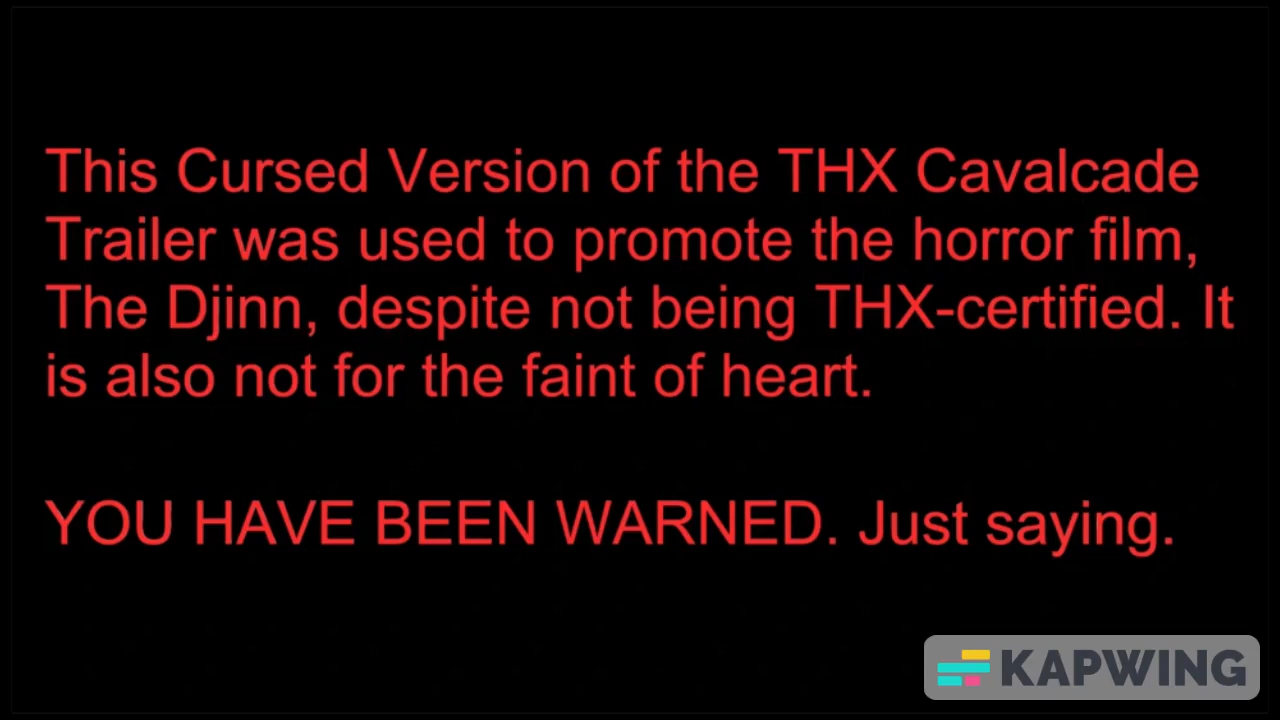 This Cursed Version of the THX Cavalcade
Trailer was used to promote the horror film,
The Djinn, despite not being THX-certified. It
is also not for the faint of heart.
YOU HAVE BEEN WARNED. Just saying.
KAPWING